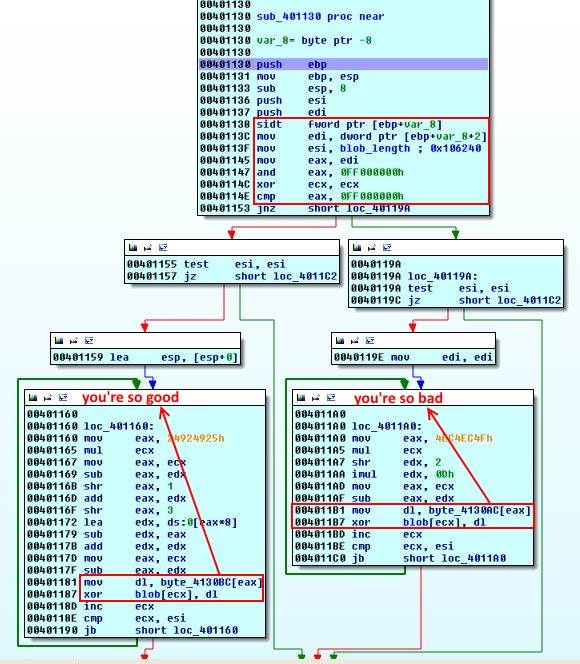 00401130
00401130 sub_401130 proc near
00401130
00401130 var_8= byte ptr -8
00401130
00401130 push    ebp
00401131 mov     ebp, esp
00401133 sub     esp, 8
00401136 push    esi
00401137 push    edi
00401138 sidt    fword ptr [ebp+var_8]
0040113C mov     edi, dword ptr [ebp+var_8+2]
0040113F mov     esi, blob_length ; 0x106240
00401145 mov     eax, edi
00401147 and     eax, 0FF000000h
0040114C xor     ecx, ecx
0040114E cmp     eax, 0FF000000h
00401153 jnz     short loc_40119A
00401155 test    esi, esi
00401157 jz      short loc_4011C2
0040119A
0040119A loc_40119A:
0040119A test    esi, esi
0040119C jz      short loc_4011C2
00401159 lea     esp, [esp+0]
0040119E mov     edi, edi
you're so good
00401160
00401160 loc_401160:
00401160 mov     eax, 24924925h
00401165 mul     ecx
00401167 mov     eax, ecx
00401169 sub     eax, edx
0040116B shr     eax, 1
0040116D add     eax, edx
0040116F shr     eax, 3
00401172 lea     edx, ds:0[eax*8]
00401179 sub     edx, eax
0040117B add     edx, edx
0040117D mov     eax, ecx
0040117F sub     eax, edx
00401181 mov     dl, byte_4130BC[eax]
00401187 xor     blob[ecx], dl
0040118D inc     ecx
0040118E cmp     ecx, esi
00401190 jb      short loc_401160
you're so bad
004011A0
004011A0 loc_4011A0:
004011A0 mov     eax, 4EC4EC4Fh
004011A5 mul     ecx
004011A7 shr     edx, 2
004011AA imul    edx, 0Dh
004011AD mov     eax, ecx
004011AF sub     eax, edx
004011B1 mov     dl, byte_4130AC[eax]
004011B7 xor     blob[ecx], dl
004011BD inc     ecx
004011BE cmp     ecx, esi
004011C0 jb      short loc_4011A0